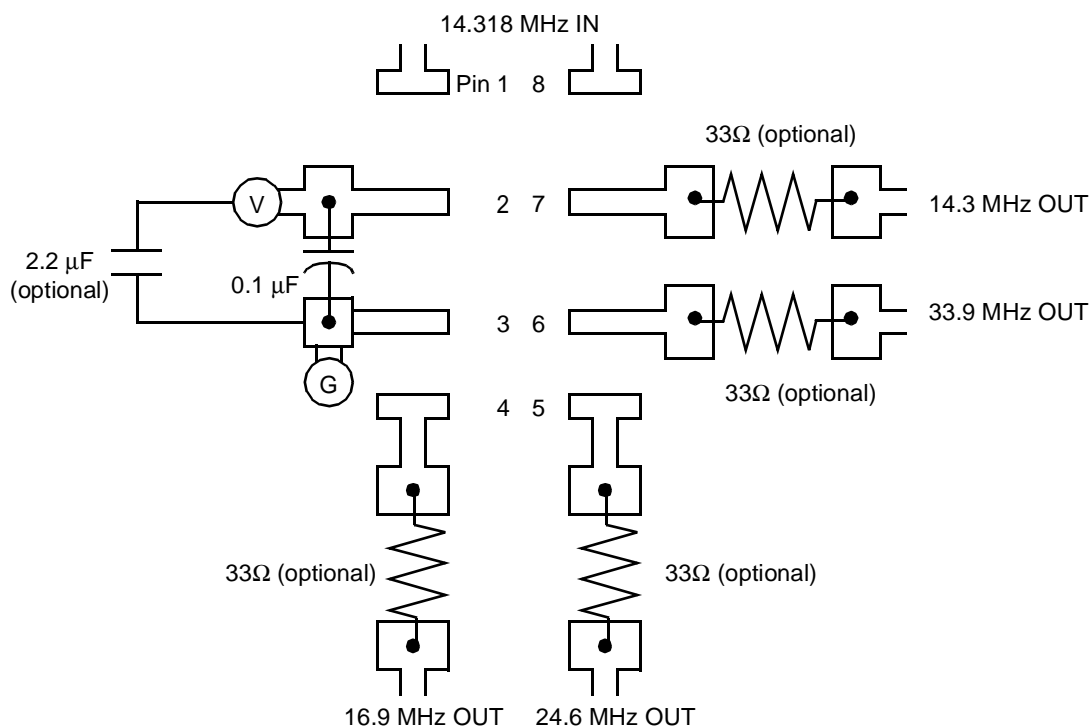 14.318 MHz IN
Pin 1 8
33Ω (optional)
V
2 7
14.3 MHz OUT
2.2 μF
(optional)
0.1 μF
3 6
33.9 MHz OUT
G
33Ω (optional)
4 5
33Ω (optional)
33Ω (optional)
16.9 MHz OUT
24.6 MHz OUT